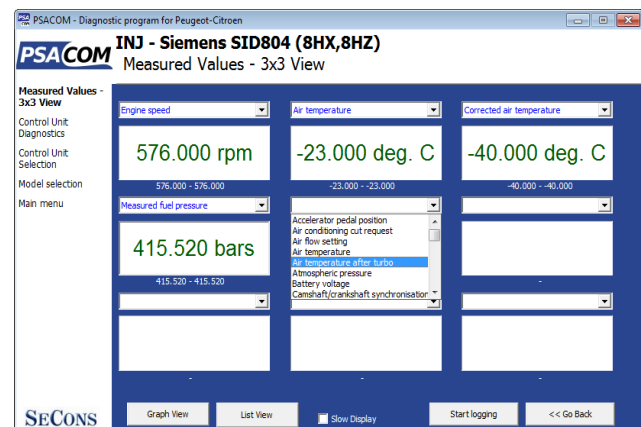 PSACOM - Diagnostic program for Peugeot-Citroen
PSACOM
INJ - Siemens SID804 (8HX,8HZ)
Measured Values - 3x3 View
Measured Values -
3x3 View
Control Unit
Diagnostics
Control Unit
Selection
Model selection
Main menu
Engine speed
Air temperature
Corrected air temperature
576.000 rpm
-23.000 deg. C
-40.000 deg. C
576.000 - 576.000
-23.000 - -23.000
-40.000 - -40.000
Measured fuel pressure
415.520 bars
415.520 - 415.520
Accelerator pedal position
Air conditioning cut request
Air flow setting
Air temperature
Air temperature after turbo
Atmospheric pressure
Battery voltage
Camshaft/crankshaft synchronisation
-
-
-
-
SECONS
Graph View
List View
Slow Display
Start logging
<< Go Back